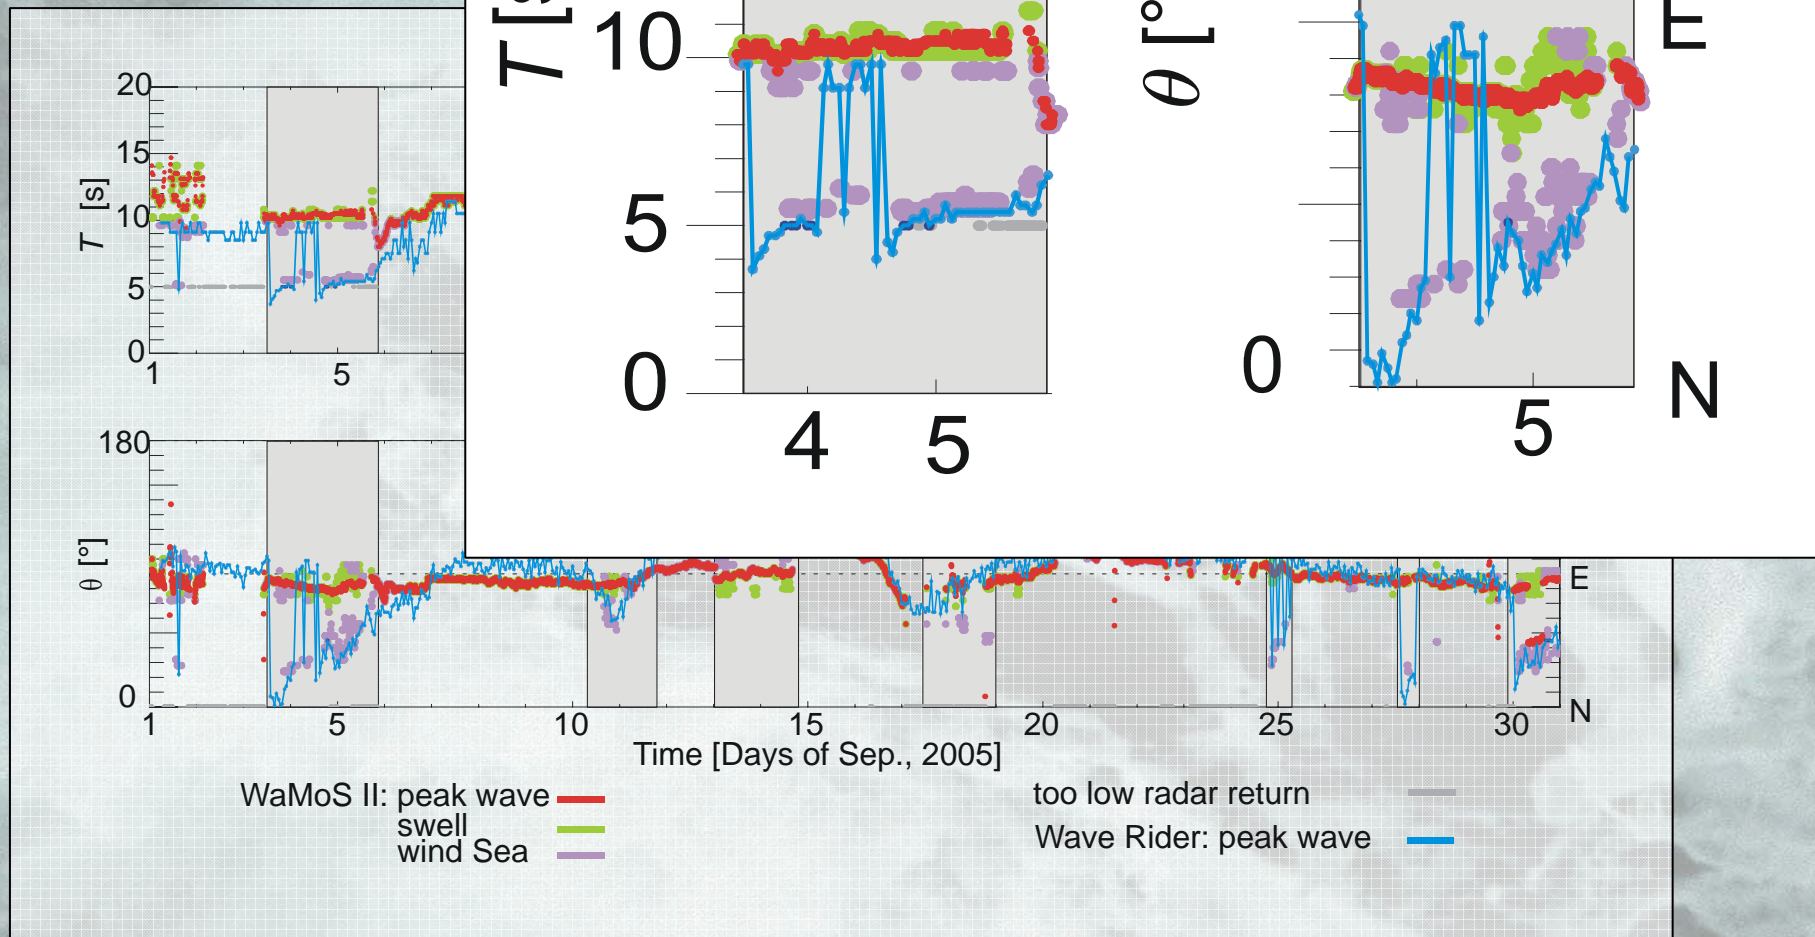 T [s
10
5
0
4 5
θ [°
E
0
N
5
20
15
10
5
0
T [s]
1 5
180
0
θ [°]
E
N
1 5 10 15 20 25 30
Time [Days of Sep., 2005]
WaMoS II: peak wave
swell
wind Sea
too low radar return
Wave Rider: peak wave